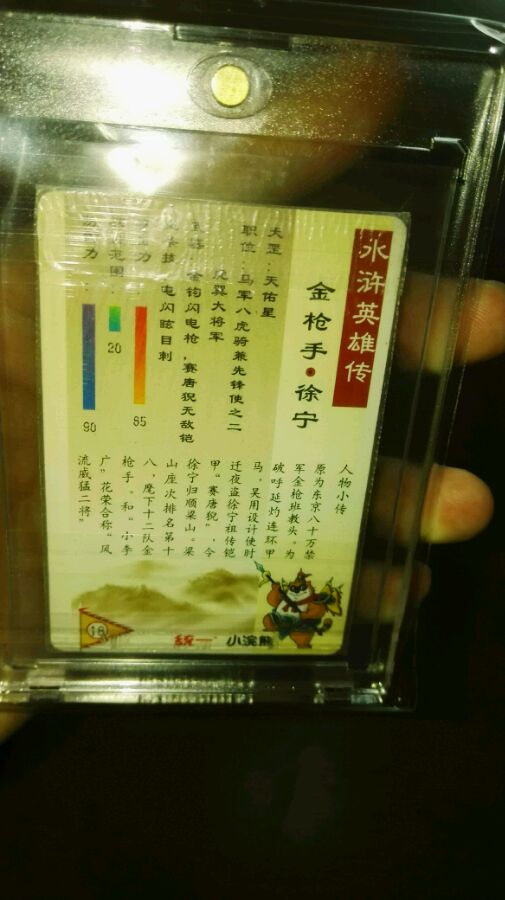 水浒英雄传
金枪手·徐宁
天罡：天佑星
职位：马军八虎骑兼先锋使之二
大将军
金钩闪电枪，赛唐猊无敌铠
电闪眩目刺
85
20
90
人物小传
原为东京八十万禁
军金枪班教头。为
破呼延灼连环甲
马，吴用设计使时
迁夜盗徐宁祖传铠
甲“赛唐猊”，令
徐宁归顺梁山。梁
山座次排名第十
八，麾下十二队金
枪手。和“小李
广”花荣合称“风
流威猛二将”
18
統一
小浣熊